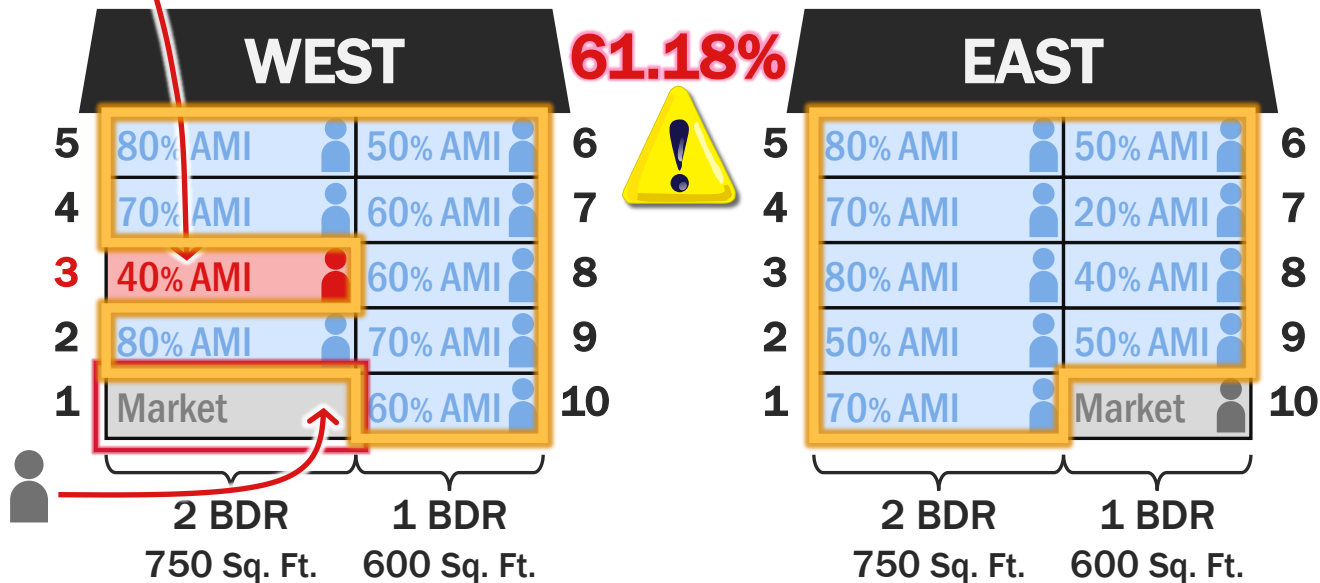 WEST 61.18% EAST
5 80% AMI 50% AMI 6 5 80% AMI 50% AMI 6
4 70% AMI 60% AMI 7 4 70% AMI 20% AMI 7
3 40% AMI 60% AMI 8 3 80% AMI 40% AMI 8
2 80% AMI 70% AMI 9 2 50% AMI 50% AMI 9
1 Market 60% AMI 10 1 70% AMI Market 10
2 BDR 1 BDR 2 BDR 1 BDR
750 Sq. Ft. 600 Sq. Ft. 750 Sq. Ft. 600 Sq. Ft.